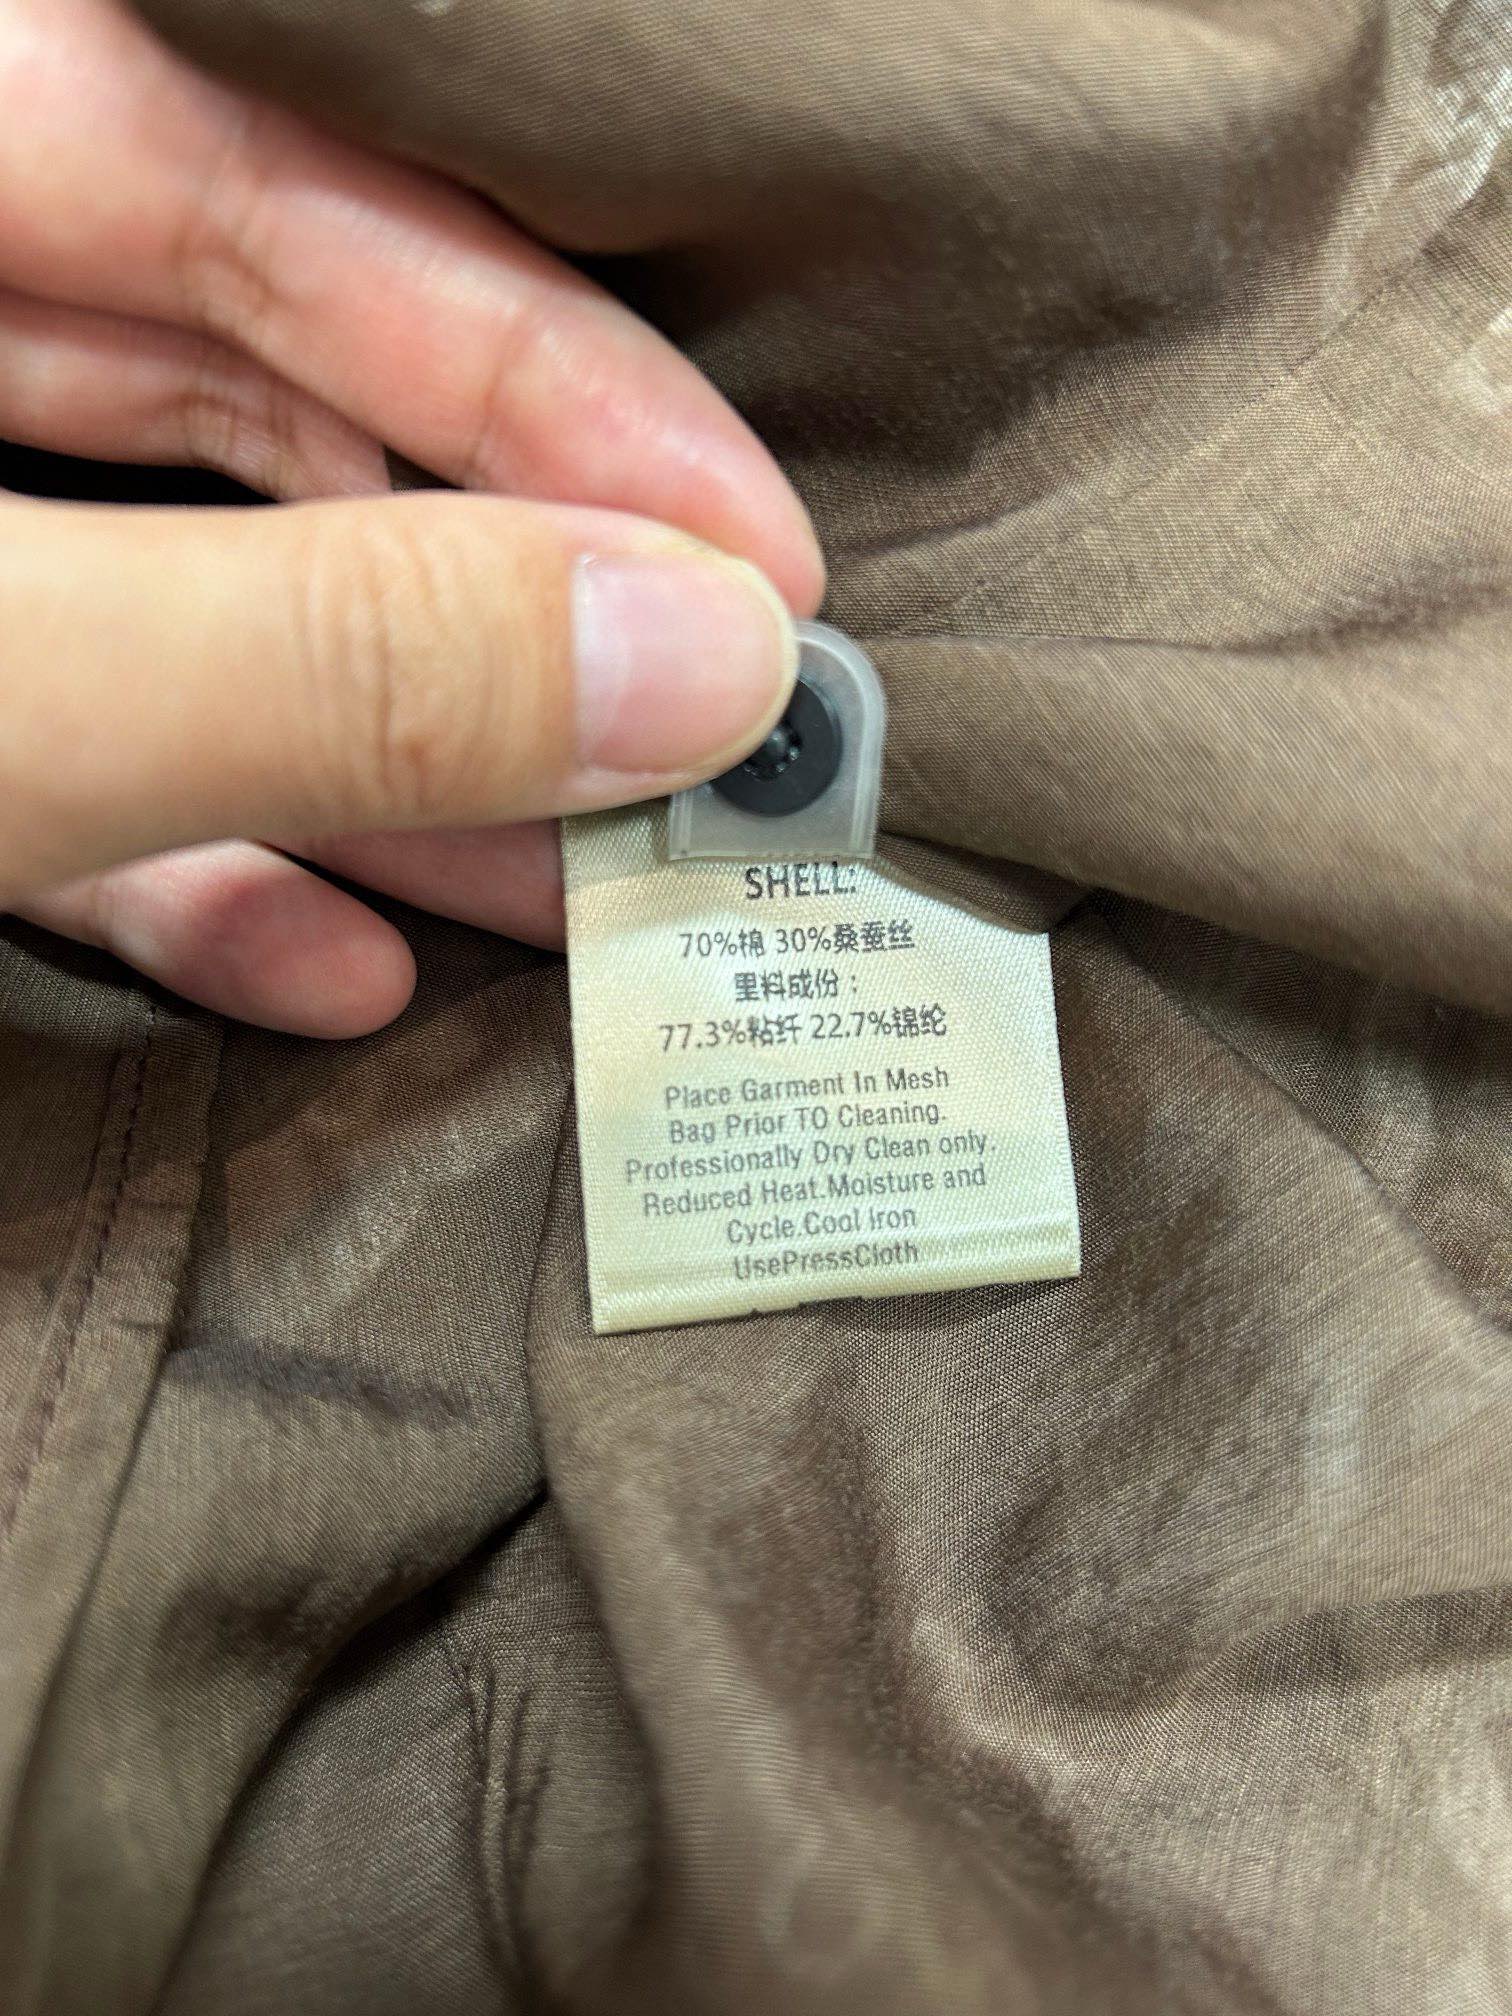 SHELL:
70%棉 30%桑蚕丝
里料成份：
77.3%粘纤 22.7%锦纶
Place Garment In Mesh
Bag Prior TO Cleaning.
Professionally Dry Clean only.
Reduced Heat.Moisture and
Cycle.Cool Iron
UsePressCloth